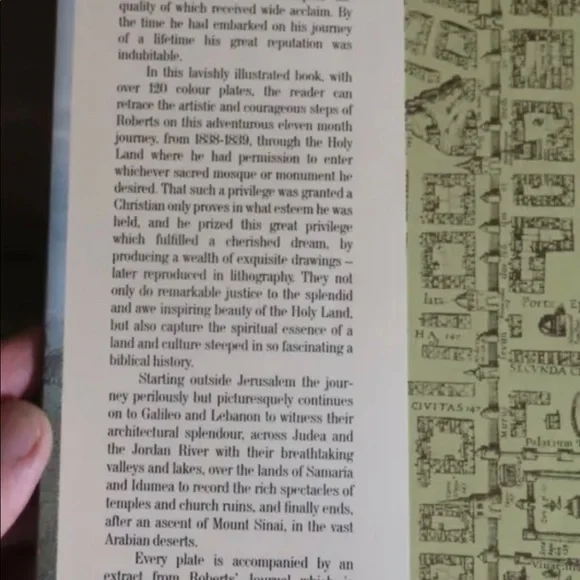 quality of which received wide acclaim. By
the time he had embarked on his journey
of a lifetime his great reputation was
indubitable.
In this lavishly illustrated book, with
over 120 colour plates, the reader can
retrace the artistic and courageous steps of
Roberts on this adventurous eleven month
journey, from 1838-1839, through the Holy
Land where he had permission to enter
whichever sacred mosque or monument he
desired. That such a privilege was granted a
Christian only proves in what esteem he was
held, and he prized this great privilege
which fulfilled a cherished dream, by
producing a wealth of exquisite drawings –
later reproduced in lithography. They not
only do remarkable justice to the splendid
and awe inspiring beauty of the Holy Land,
but also capture the spiritual essence of a
land and culture steeped in so fascinating a
biblical history.
Starting outside Jerusalem the jour-
ney perilously but picturesquely continues
on to Galileo and Lebanon to witness their
architectural splendour, across Judea and
the Jordan River with their breathtaking
valleys and lakes, over the lands of Samaria
and Idumea to record the rich spectacles of
temples and church ruins, and finally ends,
after an ascent of Mount Sinai, in the vast
Arabian deserts.
Every plate is accompanied by an
extract from Roberts' Journal which is
Porta
HA 140
SECVNDA CI
CIVITAS 147
Palatium